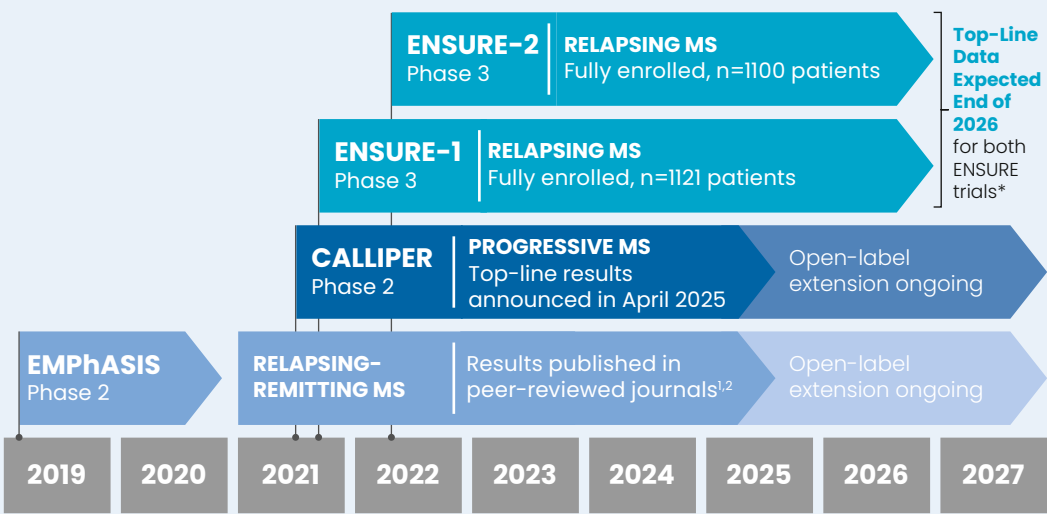 ENSURE-2
Phase 3
RELAPSING MS
Fully enrolled, n=1100 patients
Top-Line
Data
Expected
End of
2026
for both
ENSURE
trials*
ENSURE-1
Phase 3
RELAPSING MS
Fully enrolled, n=1121 patients
CALLIPER
Phase 2
PROGRESSIVE MS
Top-line results
announced in April 2025
Open-label
extension ongoing
EMPhASIS
Phase 2
RELAPSING-
REMITTING MS
Results published in
peer-reviewed journals1,2
Open-label
extension ongoing
2019 2020 2021 2022 2023 2024 2025 2026 2027